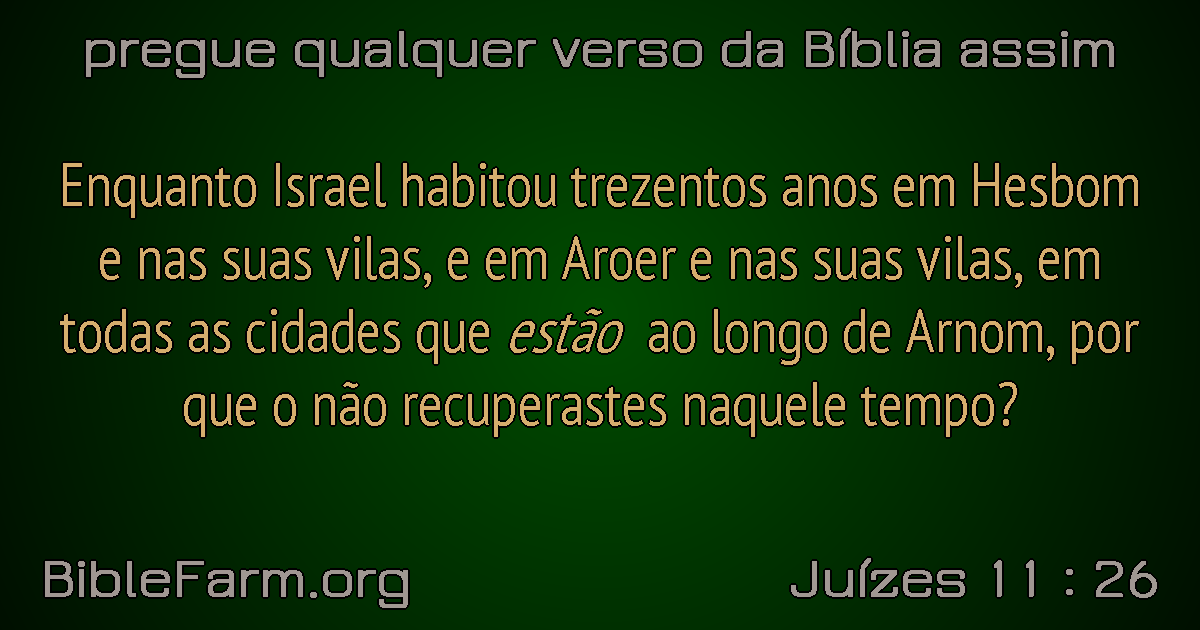 pregue qualquer verso da Bíblia assim
Enquanto Israel habitou trezentos anos em Hesbom
e nas suas vilas, e em Aroer e nas suas vilas, em
todas as cidades que estão ao longo de Arnom, por
que o não recuperastes naquele tempo?
BibleFarm.org
Juízes 11 : 26